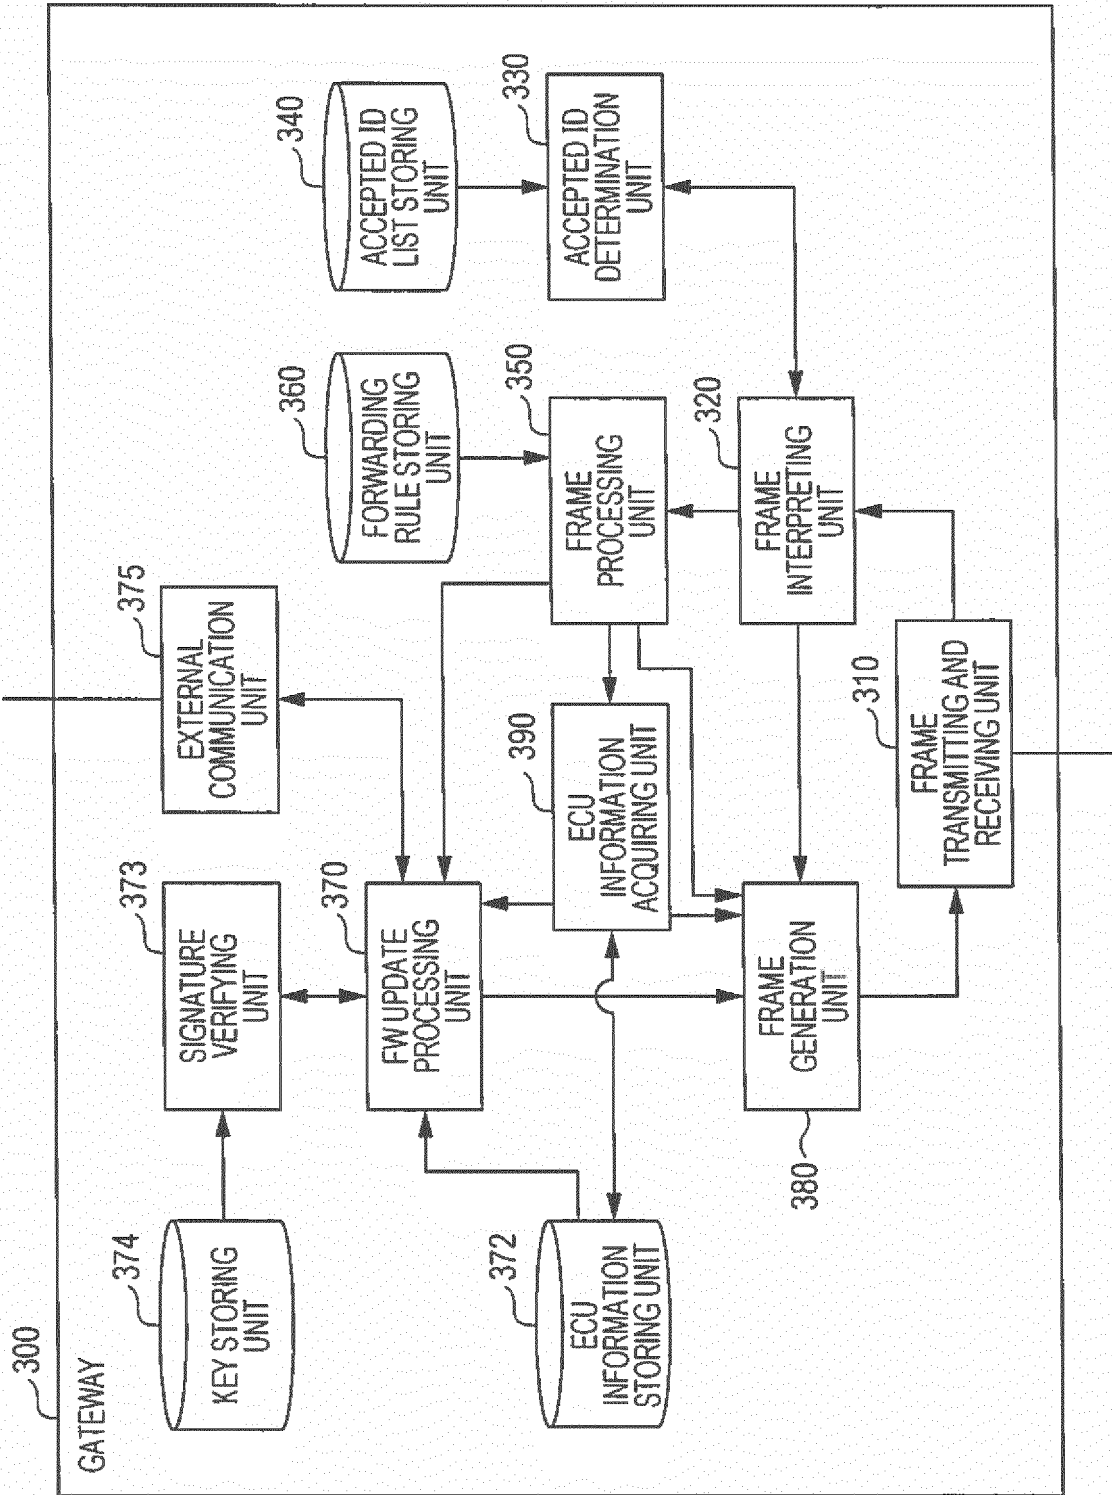 300
GATEWAY
374
KEY STORING
UNIT
373
SIGNATURE
VERIFYING
UNIT
375
EXTERNAL
COMMUNICATION
UNIT
360
FORWARDING
RULE STORING
UNIT
340
ACCEPTED ID
LIST STORING
UNIT
370
FW UPDATE
PROCESSING
UNIT
372
ECU
INFORMATION
STORING UNIT
390
ECU
INFORMATION
ACQUIRING UNIT
350
FRAME
PROCESSING
UNIT
330
ACCEPTED ID
DETERMINATION
UNIT
380
FRAME
GENERATION
UNIT
320
FRAME
INTERPRETING
UNIT
310
FRAME
TRANSMITTING AND
RECEIVING UNIT